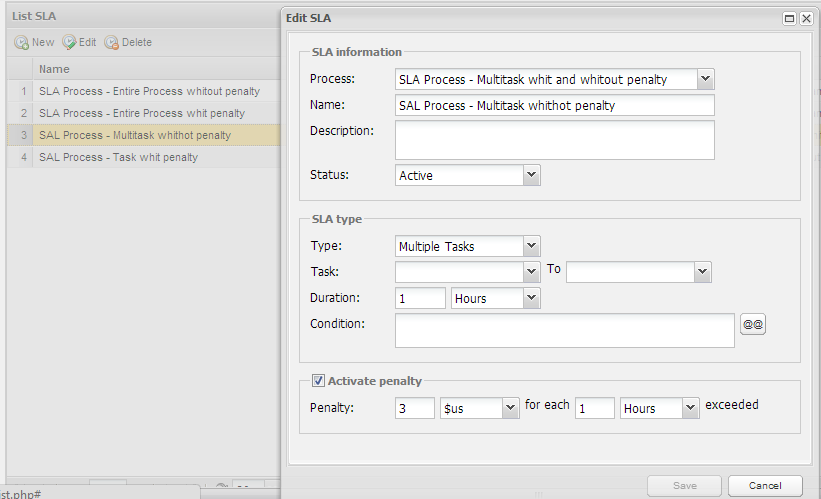 List SLA
New Edit Delete
Name
1 SLA Process - Entire Process whitout penalty
2 SLA Process - Entire Process whit penalty
3 SAL Process - Multitask whithot penalty
4 SAL Process - Task whit penalty
ist.php#
Edit SLA
SLA information
Process: SLA Process - Multitask whit and whitout penalty
Name: SAL Process - Multitask whithot penalty
Description:
Status: Active
SLA type
Type: Multiple Tasks
Task: To
Duration: 1 Hours
Condition: @@
Activate penalty
Penalty: 3 $us for each 1 Hours exceeded
Save Cancel